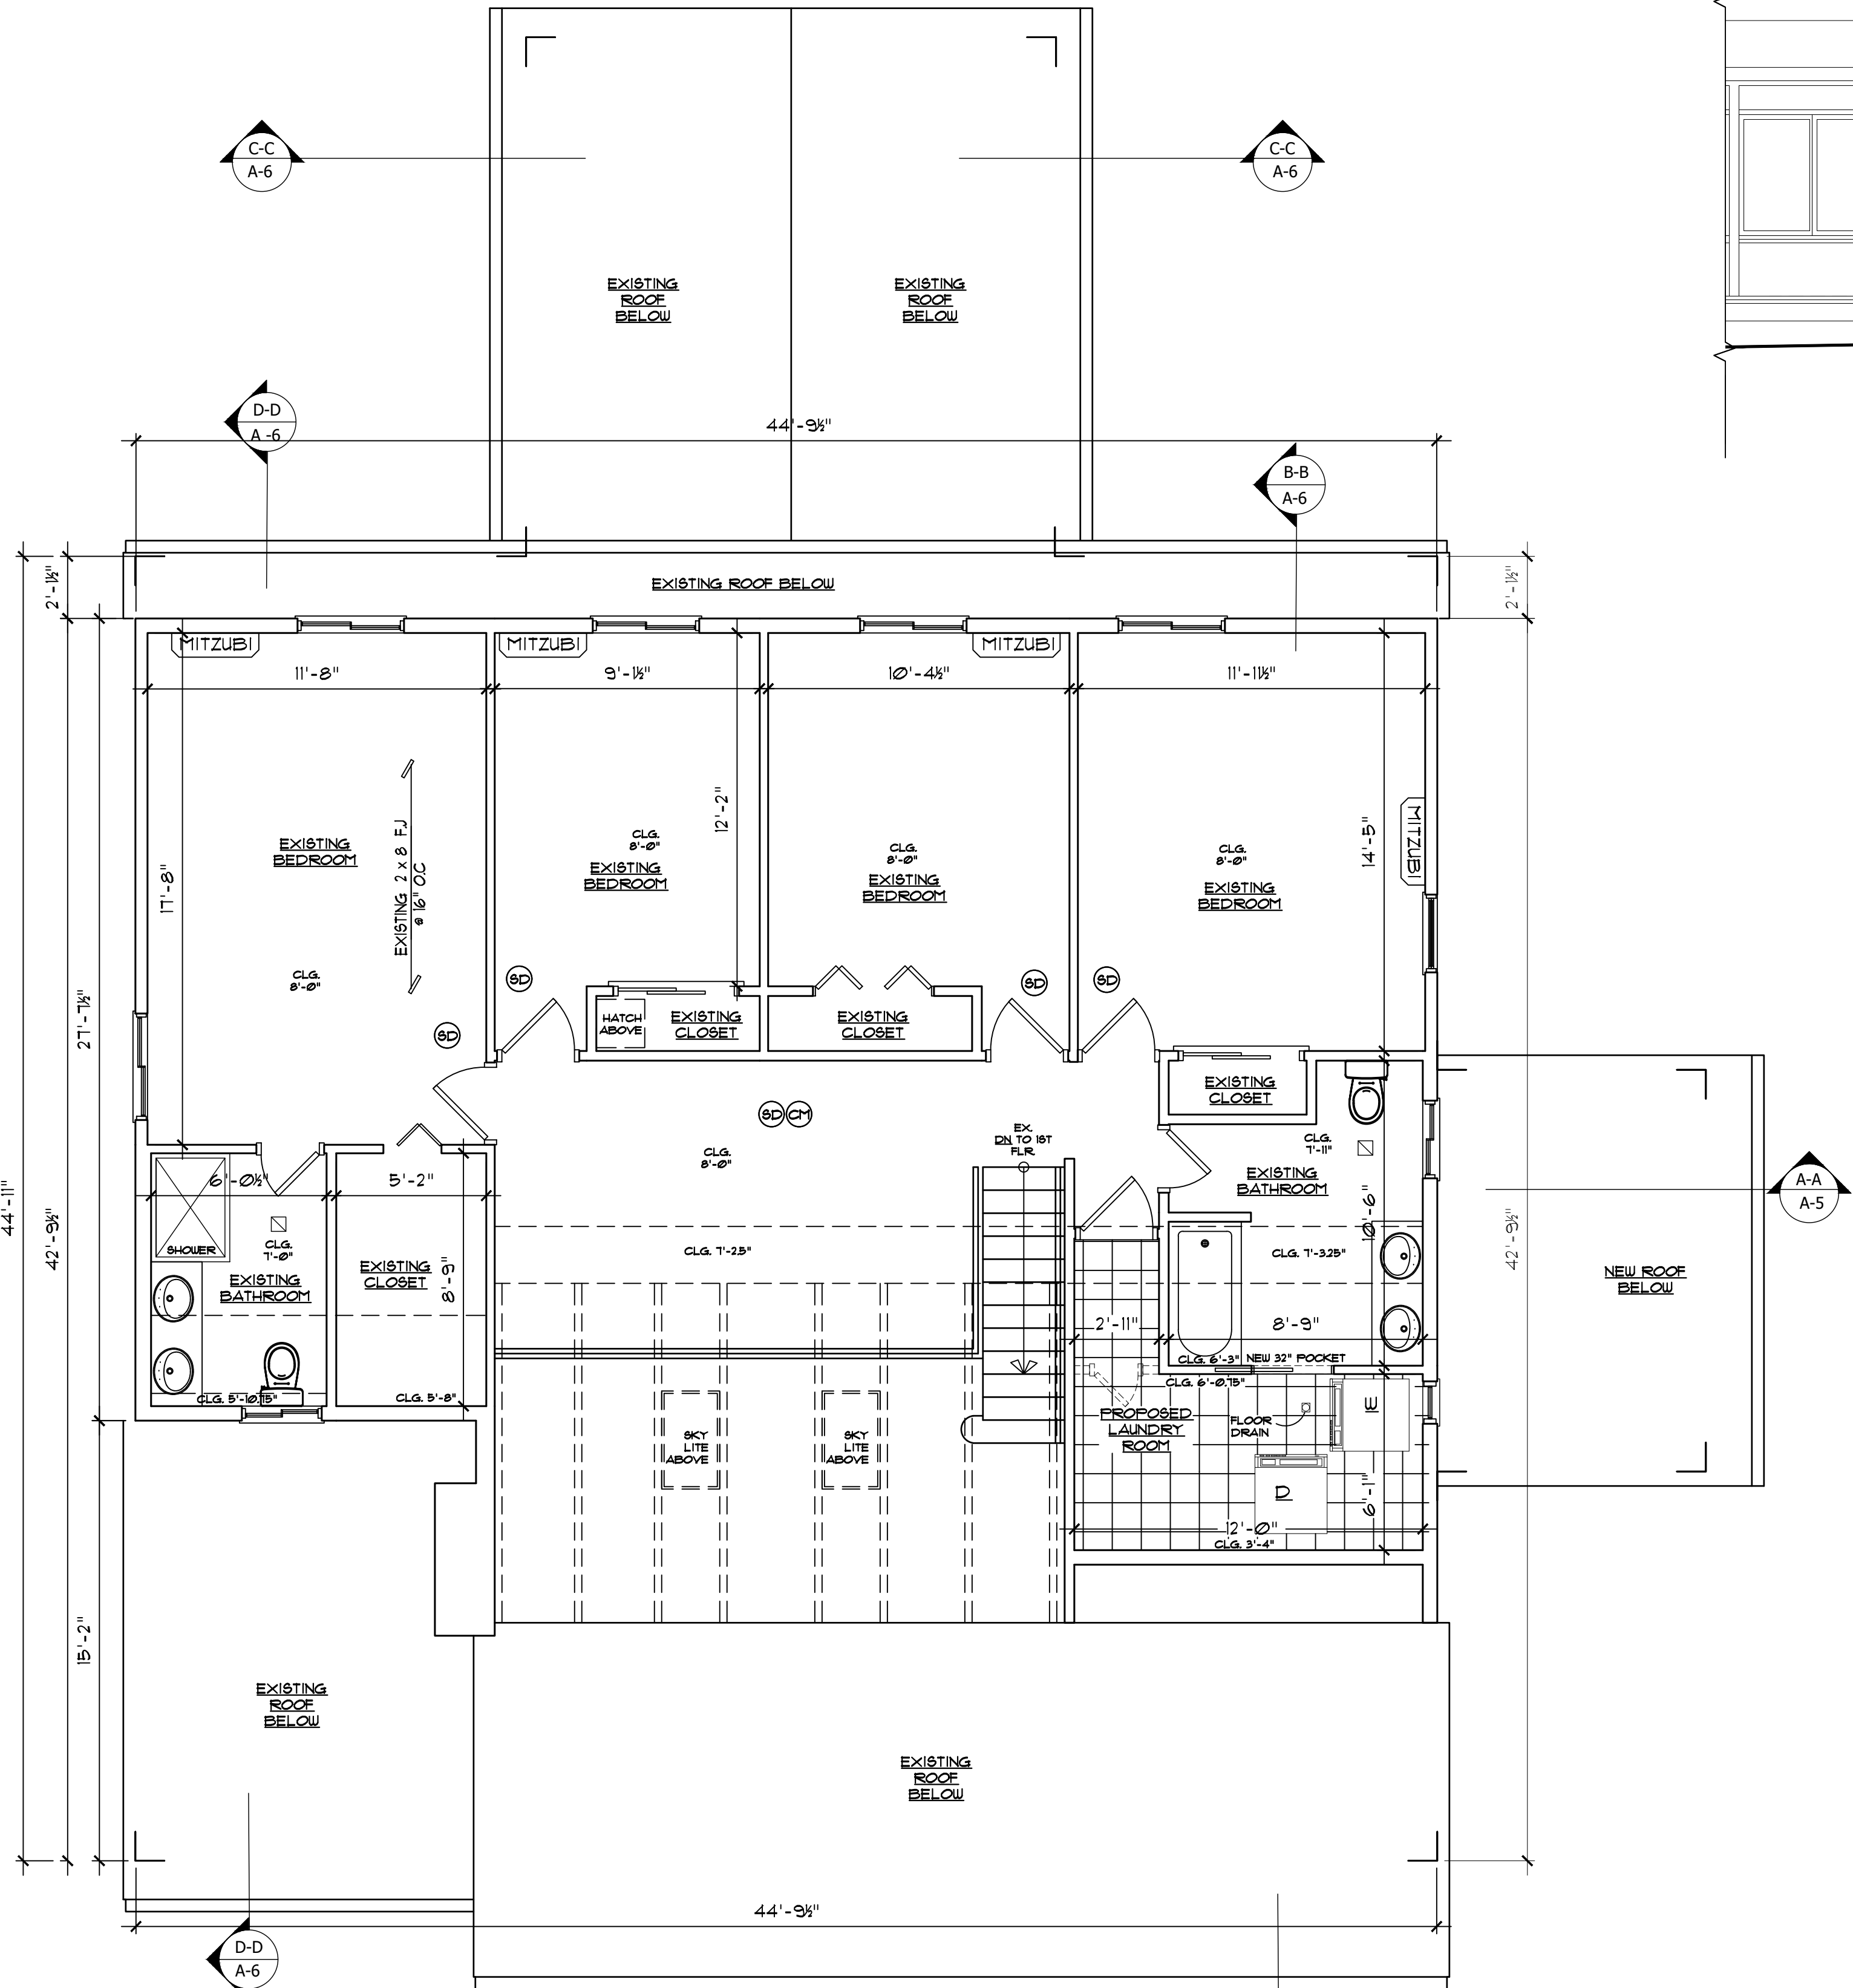 C-C
A-6
C-C
A-6
EXISTING
ROOF
BELOW
EXISTING
ROOF
BELOW
D-D
A -6
44'-9½"
B-B
A-6
2'-1½"
EXISTING ROOF BELOW
2'-1½"
MITZUBI
MITZUBI
MITZUBI
11'-8"
9'-1½"
10'-4½"
11'-11½"
17'-8"
EXISTING
BEDROOM
EXISTING 2 x 8 FJ
@ 16" O.C
CLG.
8'-0"
12'-2"
CLG.
8'-0"
EXISTING
BEDROOM
CLG.
8'-0"
EXISTING
BEDROOM
CLG.
8'-0"
EXISTING
BEDROOM
14'-5"
MITZUBI
SD
SD
SD
SD
HATCH
ABOVE
EXISTING
CLOSET
EXISTING
CLOSET
27'-7½"
EXISTING
CLOSET
SD
CM
CLG.
8'-0"
EX.
DN TO 1ST
FLR.
CLG.
7'-11"
EXISTING
BATHROOM
10'-6"
A-A
A-5
44'-11"
42'-9½"
42'-9½"
6'-0½"
5'-2"
SHOWER
CLG.
7'-0"
EXISTING
BATHROOM
EXISTING
CLOSET
8'-9"
CLG. 7'-2.5"
CLG. 7'-3.25"
NEW ROOF
BELOW
2'-11"
8'-9"
CLG. 6'-3"
NEW 32" POCKET
CLG. 6'-0.75"
CLG. 5'-10.75"
CLG. 5'-8"
SKY
LITE
ABOVE
SKY
LITE
ABOVE
PROPOSED
LAUNDRY
ROOM
FLOOR
DRAIN
W
D
6'-1"
12'-0"
CLG. 3'-4"
15'-2"
EXISTING
ROOF
BELOW
EXISTING
ROOF
BELOW
44'-9½"
D-D
A-6